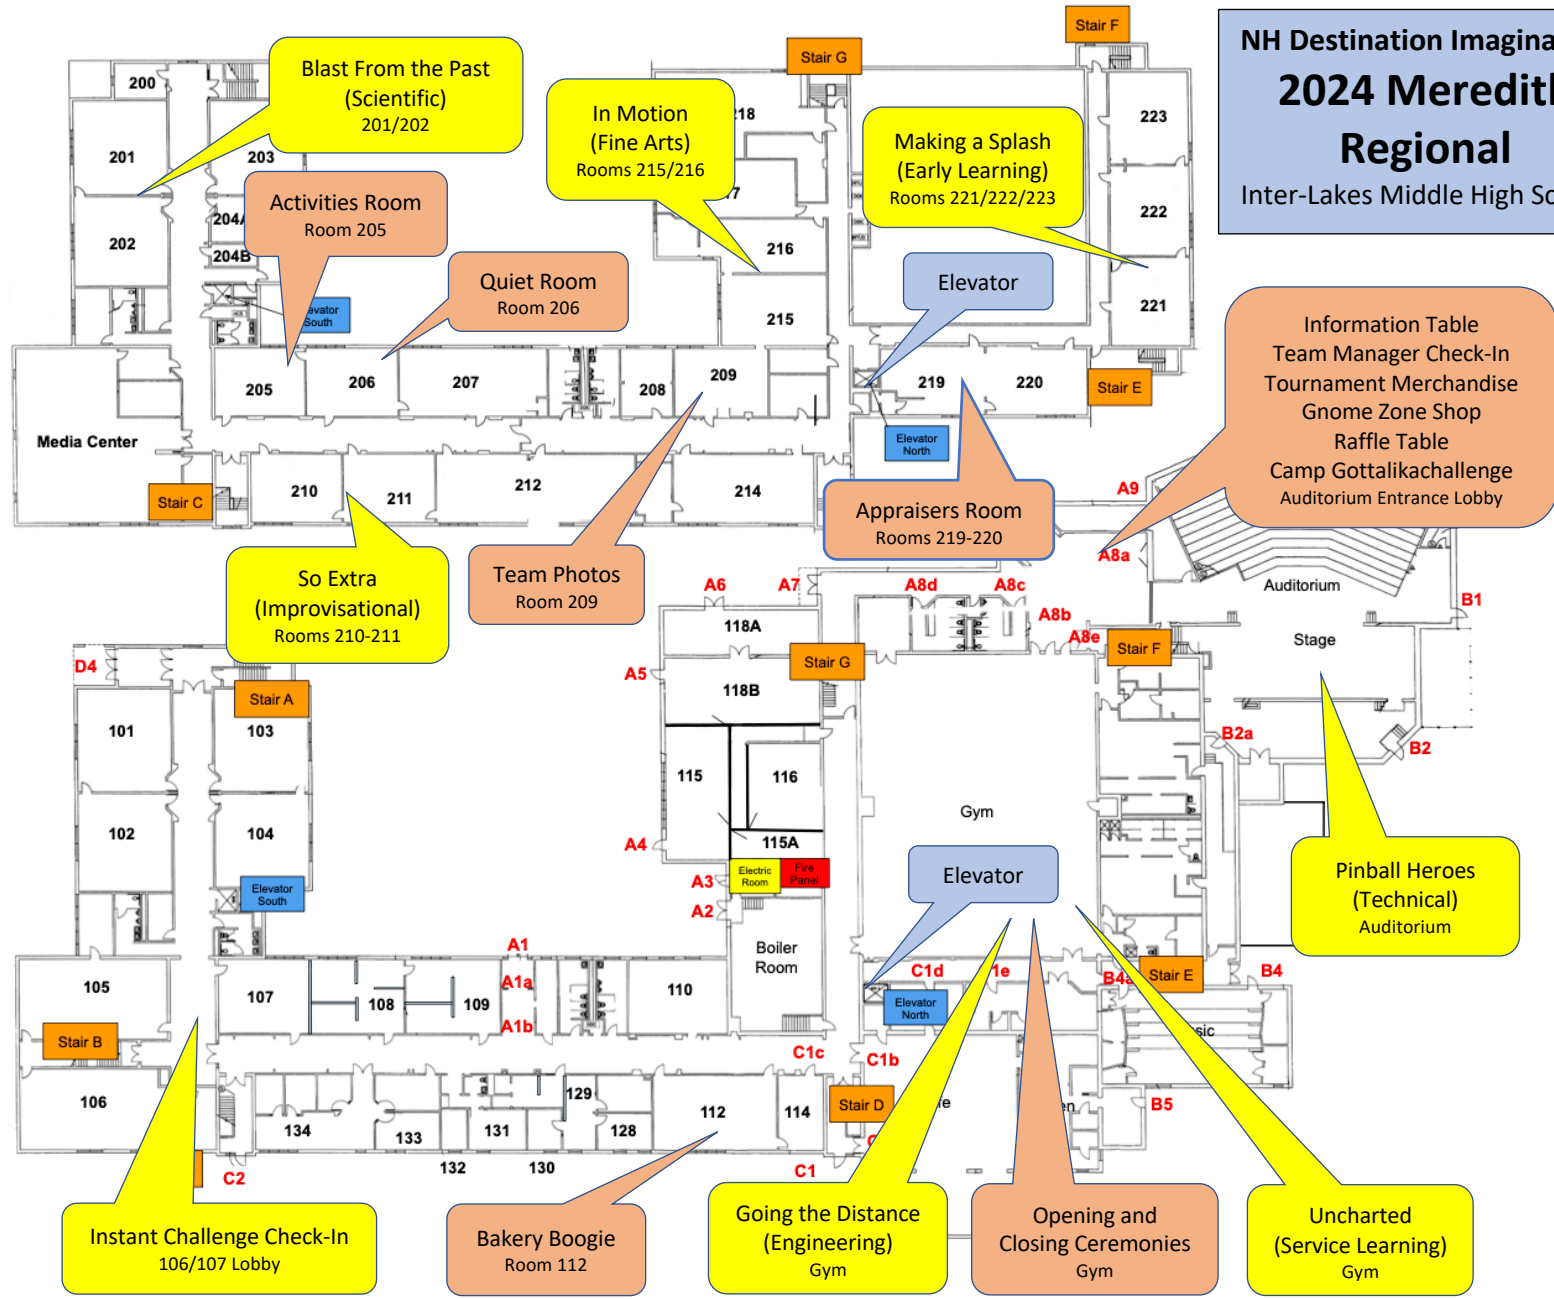 NH Destination
2024
Regional
Inter-Lakes Middle High
Stair F
Stair G
Blast From the Past
(Scientific)
201/202
In Motion
(Fine Arts)
Rooms 215/216
Making a Splash
(Early Learning)
Rooms 221/222/223
200
201
203
202
204A
204B
218
216
215
223
222
221
Activities Room
Room 205
Quiet Room
Room 206
Elevator
South
Elevator
Information Table
Team Manager Check-In
Tournament Merchandise
Gnome Zone Shop
Raffle Table
Camp Gottalikachallenge
Auditorium Entrance Lobby
205
206
207
208
209
219
220
Stair E
Media Center
Elevator
North
Stair C
210
211
212
214
Appraisers Room
Rooms 219-220
So Extra
(Improvisational)
Rooms 210-211
Team Photos
Room 209
A9
A8a
A6
A7
A8d
A8c
A8b
A8e
Auditorium
B1
Stage
118A
Stair G
Stair F
D4
Stair A
A5
118B
101
103
B2a
B2
115
116
Gym
102
104
A4
115A
Electric
Room
Fire
Panel
A3
A2
Elevator
South
Elevator
Pinball Heroes
(Technical)
Auditorium
Boiler
Room
A1
A1a
A1b
105
107
108
109
110
C1d
1e
B4a
Stair E
B4
Elevator
North
Stair B
C1c
C1b
106
134
133
132
131
130
129
128
112
114
Stair D
B5
C2
C1
Instant Challenge Check-In
106/107 Lobby
Bakery Boogie
Room 112
Going the Distance
(Engineering)
Gym
Opening and
Closing Ceremonies
Gym
Uncharted
(Service Learning)
Gym